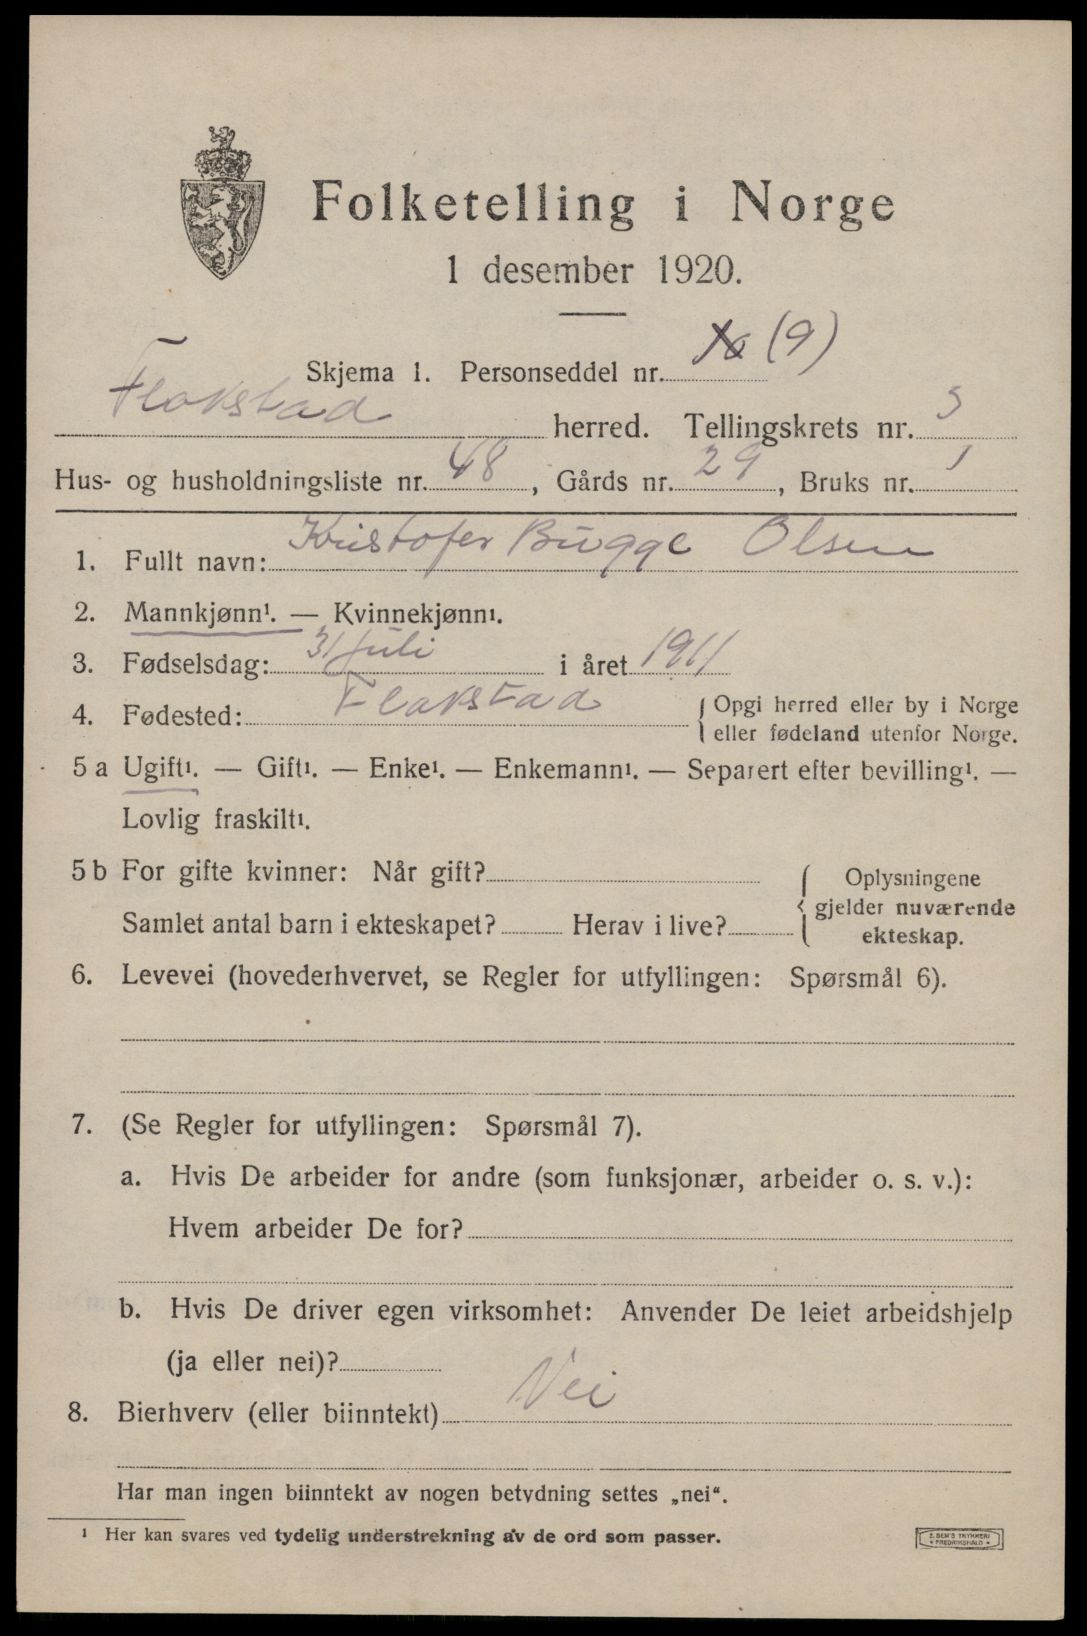 Folketelling i Norge
1 desember 1920.
Skjema 1. Personseddel nr. (9)
Flakstad herred. Tellingskrets nr. 3
Hus- og husholdningsliste nr. 48, Gårds nr. 29, Bruks nr. 1
1. Fullt navn: Kristofer Bugge Olsen
2. Mannkjønn¹. — Kvinnekjønn¹.
3. Fødselsdag: 31 juli i året 1911
4. Fødested: Flakstad { Opgi herred eller by i Norge
eller fødeland utenfor Norge.
5 a Ugift¹. — Gift¹. — Enke¹. — Enkemann¹. — Separert efter bevilling¹. —
Lovlig fraskilt¹.
5 b For gifte kvinner: Når gift? { Oplysningene
Samlet antal barn i ekteskapet? Herav i live? gjelder nuværende
ekteskap.
6. Levevei (hovederhvervet, se Regler for utfyllingen: Spørsmål 6).
7. (Se Regler for utfyllingen: Spørsmål 7).
a. Hvis De arbeider for andre (som funksjonær, arbeider o. s. v.):
Hvem arbeider De for?
b. Hvis De driver egen virksomhet: Anvender De leiet arbeidshjelp
(ja eller nei)?
8. Bierhverv (eller biinntekt) Nei
Har man ingen biinntekt av nogen betydning settes „nei“.
¹ Her kan svares ved tydelig understrekning av de ord som passer.
E. SEM'S TRYKKERI
• FREDRIKSHALD •